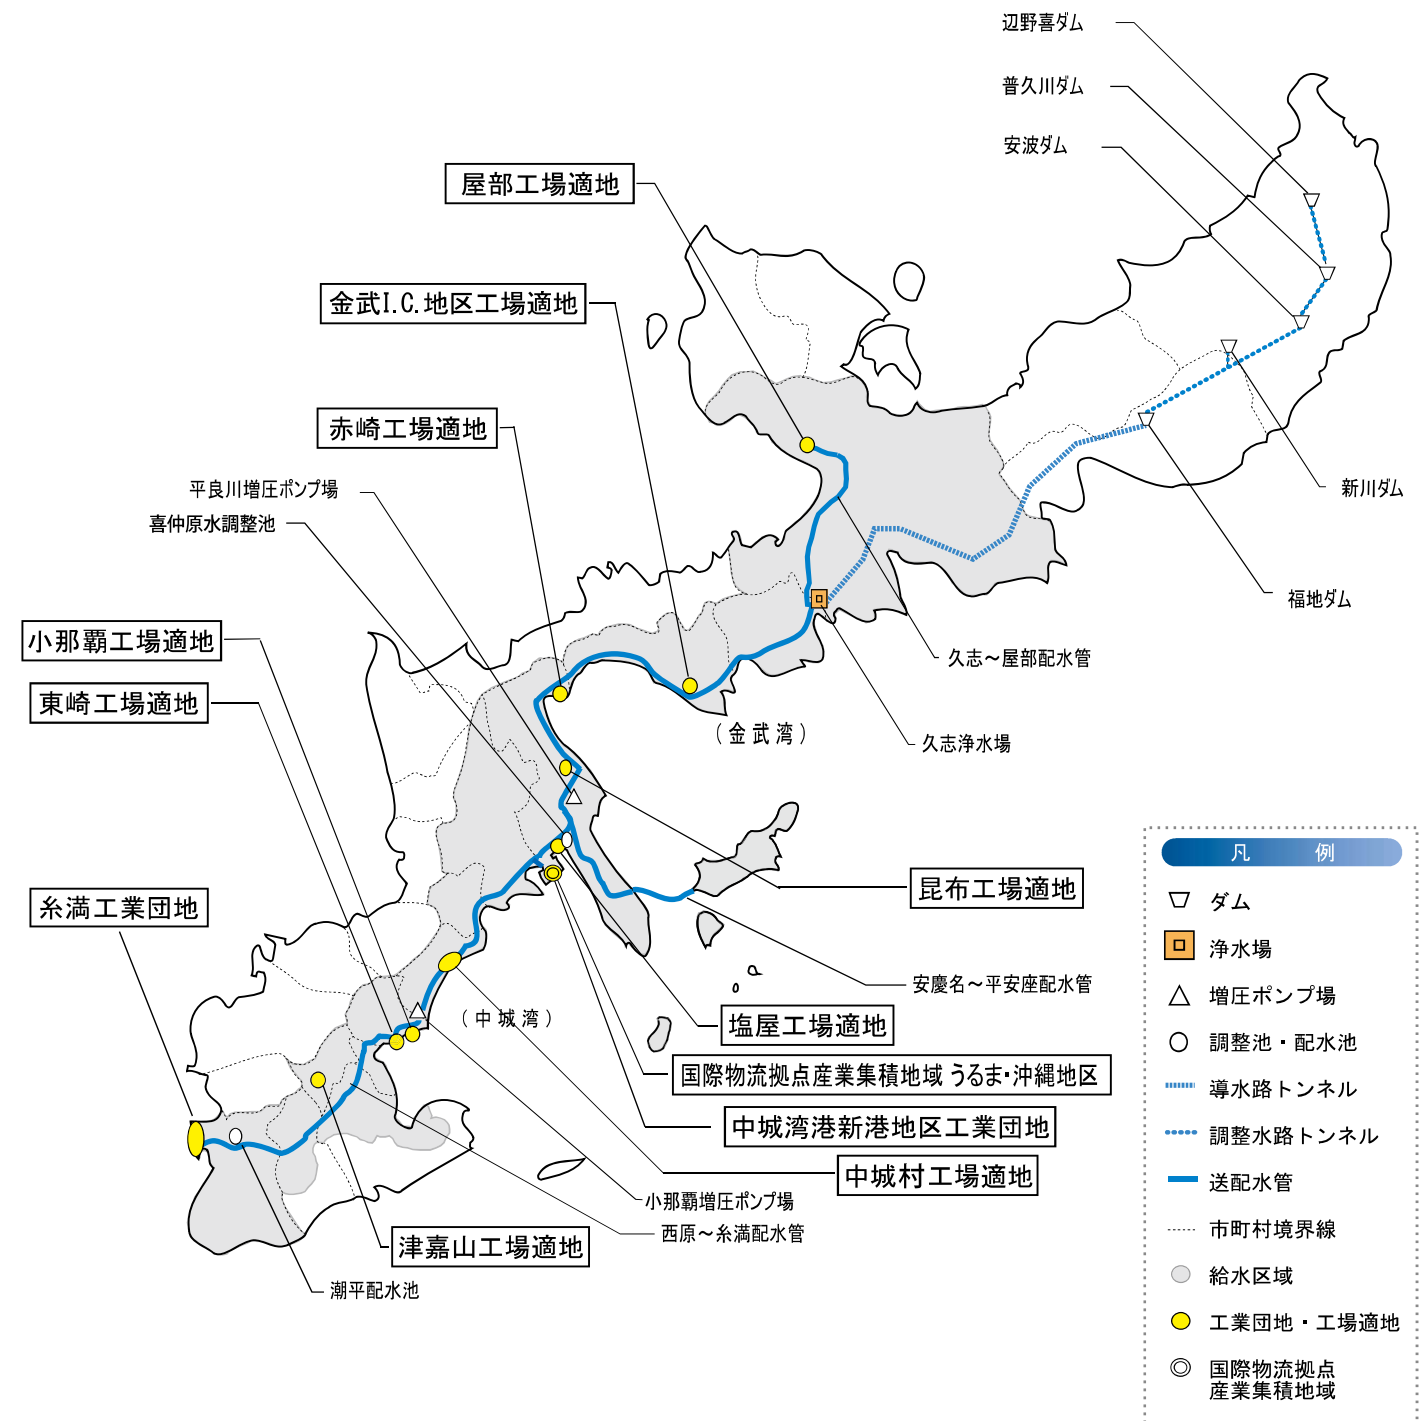 辺野喜ダム
普久川ダム
安波ダム
屋部工場適地
金武I.C.地区工場適地
赤崎工場適地
平良川増圧ポンプ場
喜仲原水調整池
新川ダム
福地ダム
小那覇工場適地
久志～屋部配水管
東崎工場適地
（金武湾）
久志浄水場
糸満工業団地
昆布工場適地
安慶名～平安座配水管
（中城湾）
塩屋工場適地
国際物流拠点産業集積地域 うるま・沖縄地区
中城湾港新港地区工業団地
中城村工場適地
小那覇増圧ポンプ場
西原～糸満配水管
津嘉山工場適地
潮平配水池
凡例
ダム
浄水場
増圧ポンプ場
調整池・配水池
導水路トンネル
調整水路トンネル
送配水管
市町村境界線
給水区域
工業団地・工場適地
国際物流拠点
産業集積地域